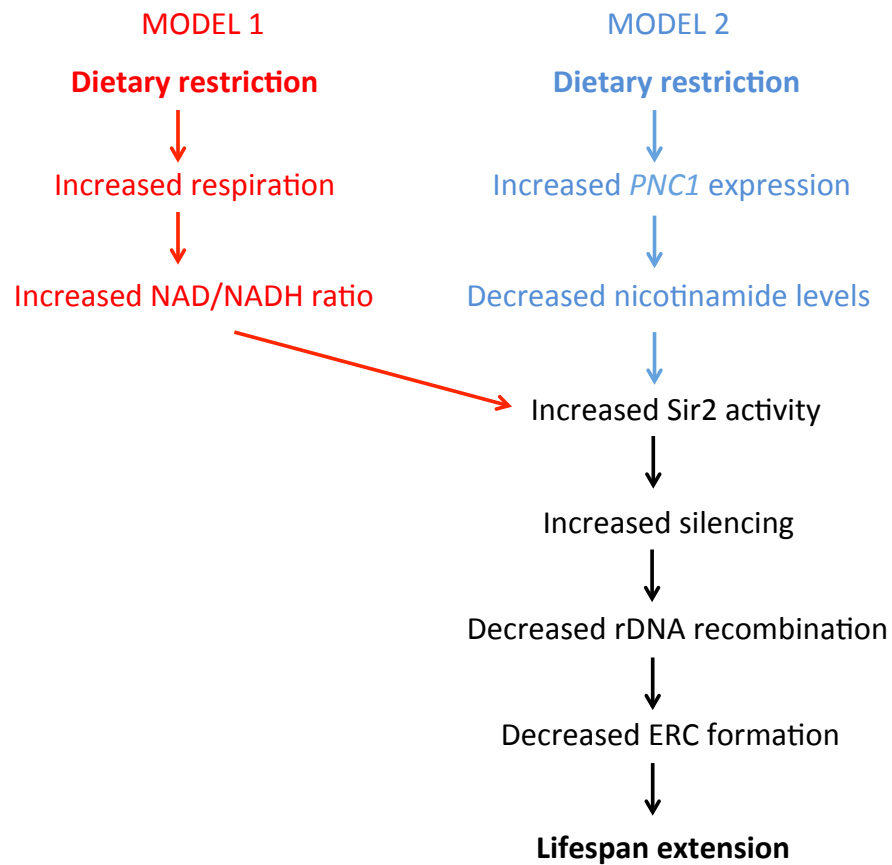 MODEL 1
Dietary restriction
Increased respiration
Increased NAD/NADH ratio
MODEL 2
Dietary restriction
Increased PNC1 expression
Decreased nicotinamide levels
Increased Sir2 activity
Increased silencing
Decreased rDNA recombination
Decreased ERC formation
Lifespan extension